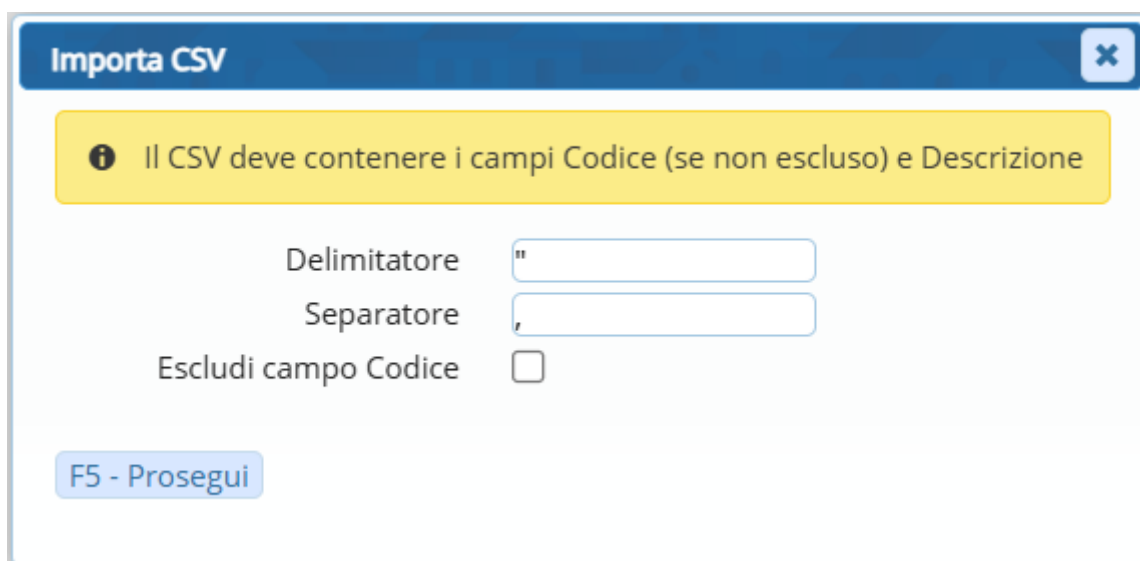 Importa CSV
Il CSV deve contenere i campi Codice (se non escluso) e Descrizione
Delimitatore "
Separatore ,
Escludi campo Codice
F5 - Prosegui